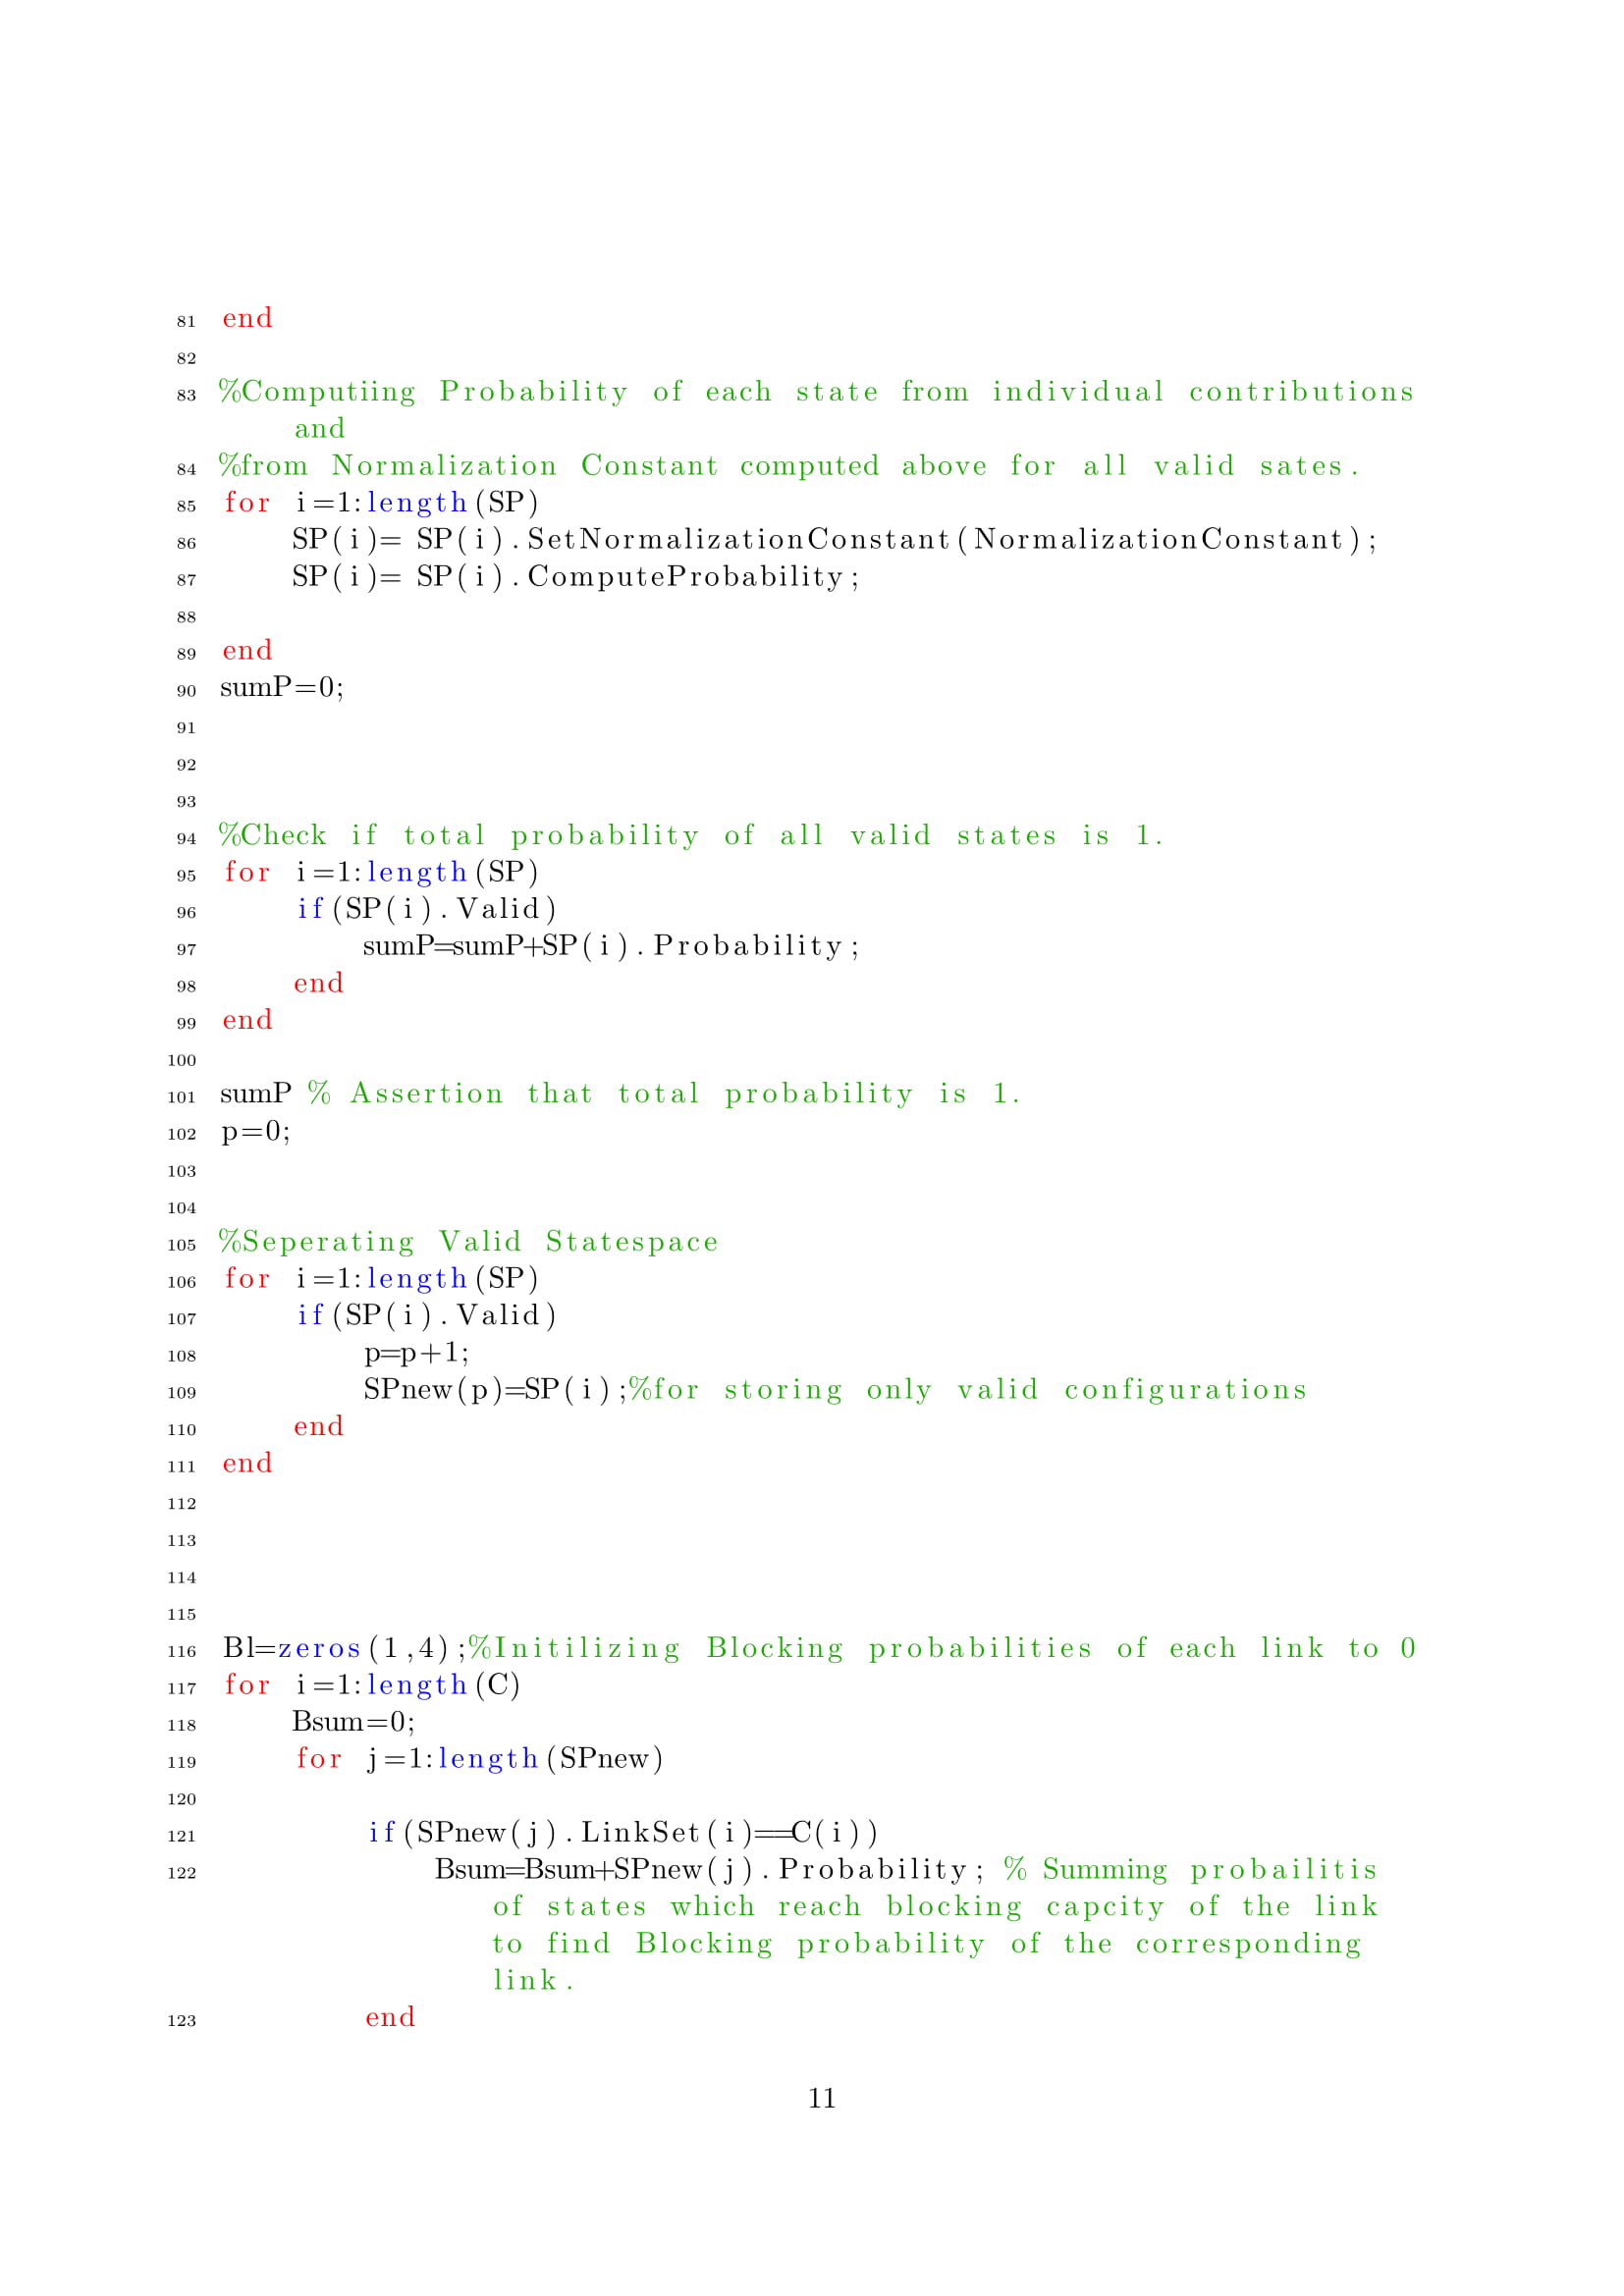 81 end
82
83 %Computiing Probability of each state from individual contributions
and
84 %from Normalization Constant computed above for all valid sates.
85 for i=1:length(SP)
86 SP(i)= SP(i).SetNormalizationConstant(NormalizationConstant);
87 SP(i)= SP(i).ComputeProbability;
88
89 end
90 sumP=0;
91
92
93
94 %Check if total probability of all valid states is 1.
95 for i=1:length(SP)
96 if(SP(i).Valid)
97 sumP=sumP+SP(i).Probability;
98 end
99 end
100
101 sumP % Assertion that total probability is 1.
102 p=0;
103
104
105 %Seperating Valid Statespace
106 for i=1:length(SP)
107 if(SP(i).Valid)
108 p=p+1;
109 SPnew(p)=SP(i);%for storing only valid configurations
110 end
111 end
112
113
114
115
116 Bl=zeros(1,4);%Initilizing Blocking probabilities of each link to 0
117 for i=1:length(C)
118 Bsum=0;
119 for j=1:length(SPnew)
120
121 if(SPnew(j).LinkSet(i)==C(i))
122 Bsum=Bsum+SPnew(j).Probability; % Summing probailitis
of states which reach blocking capcity of the link
to find Blocking probability of the corresponding
link.
123 end
11